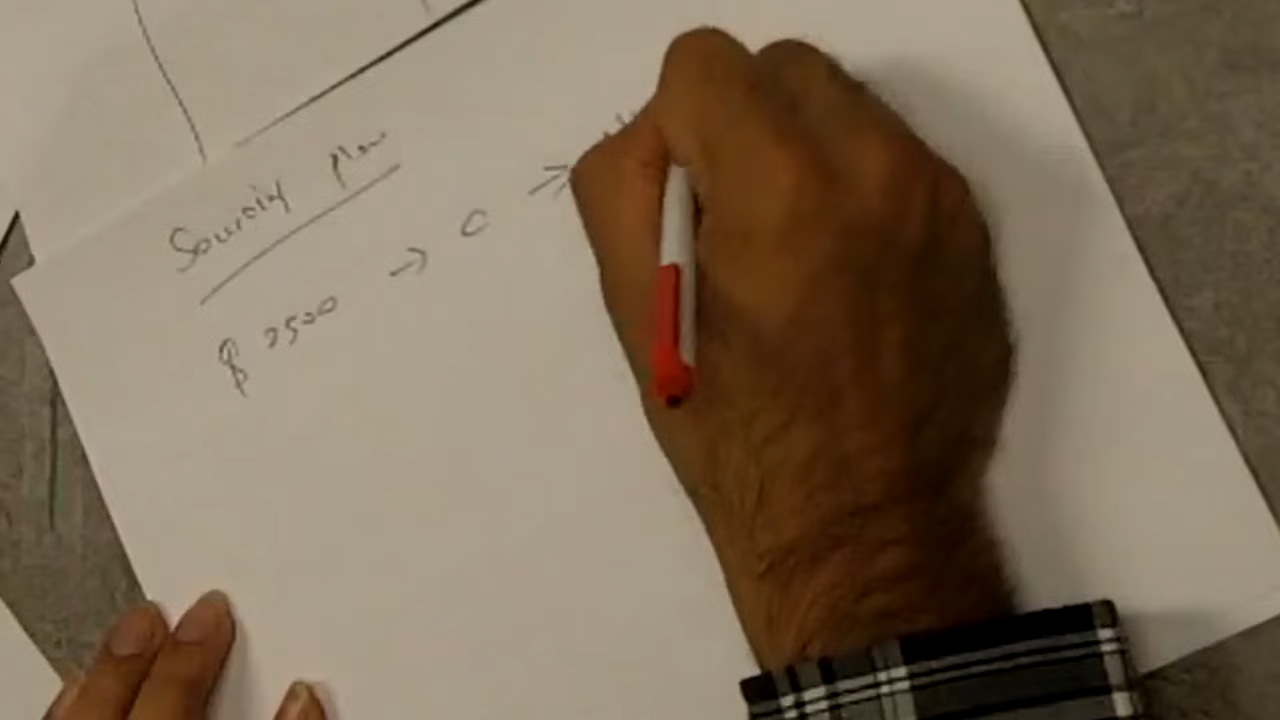 Sourcing Plan
$ 2500 → C →